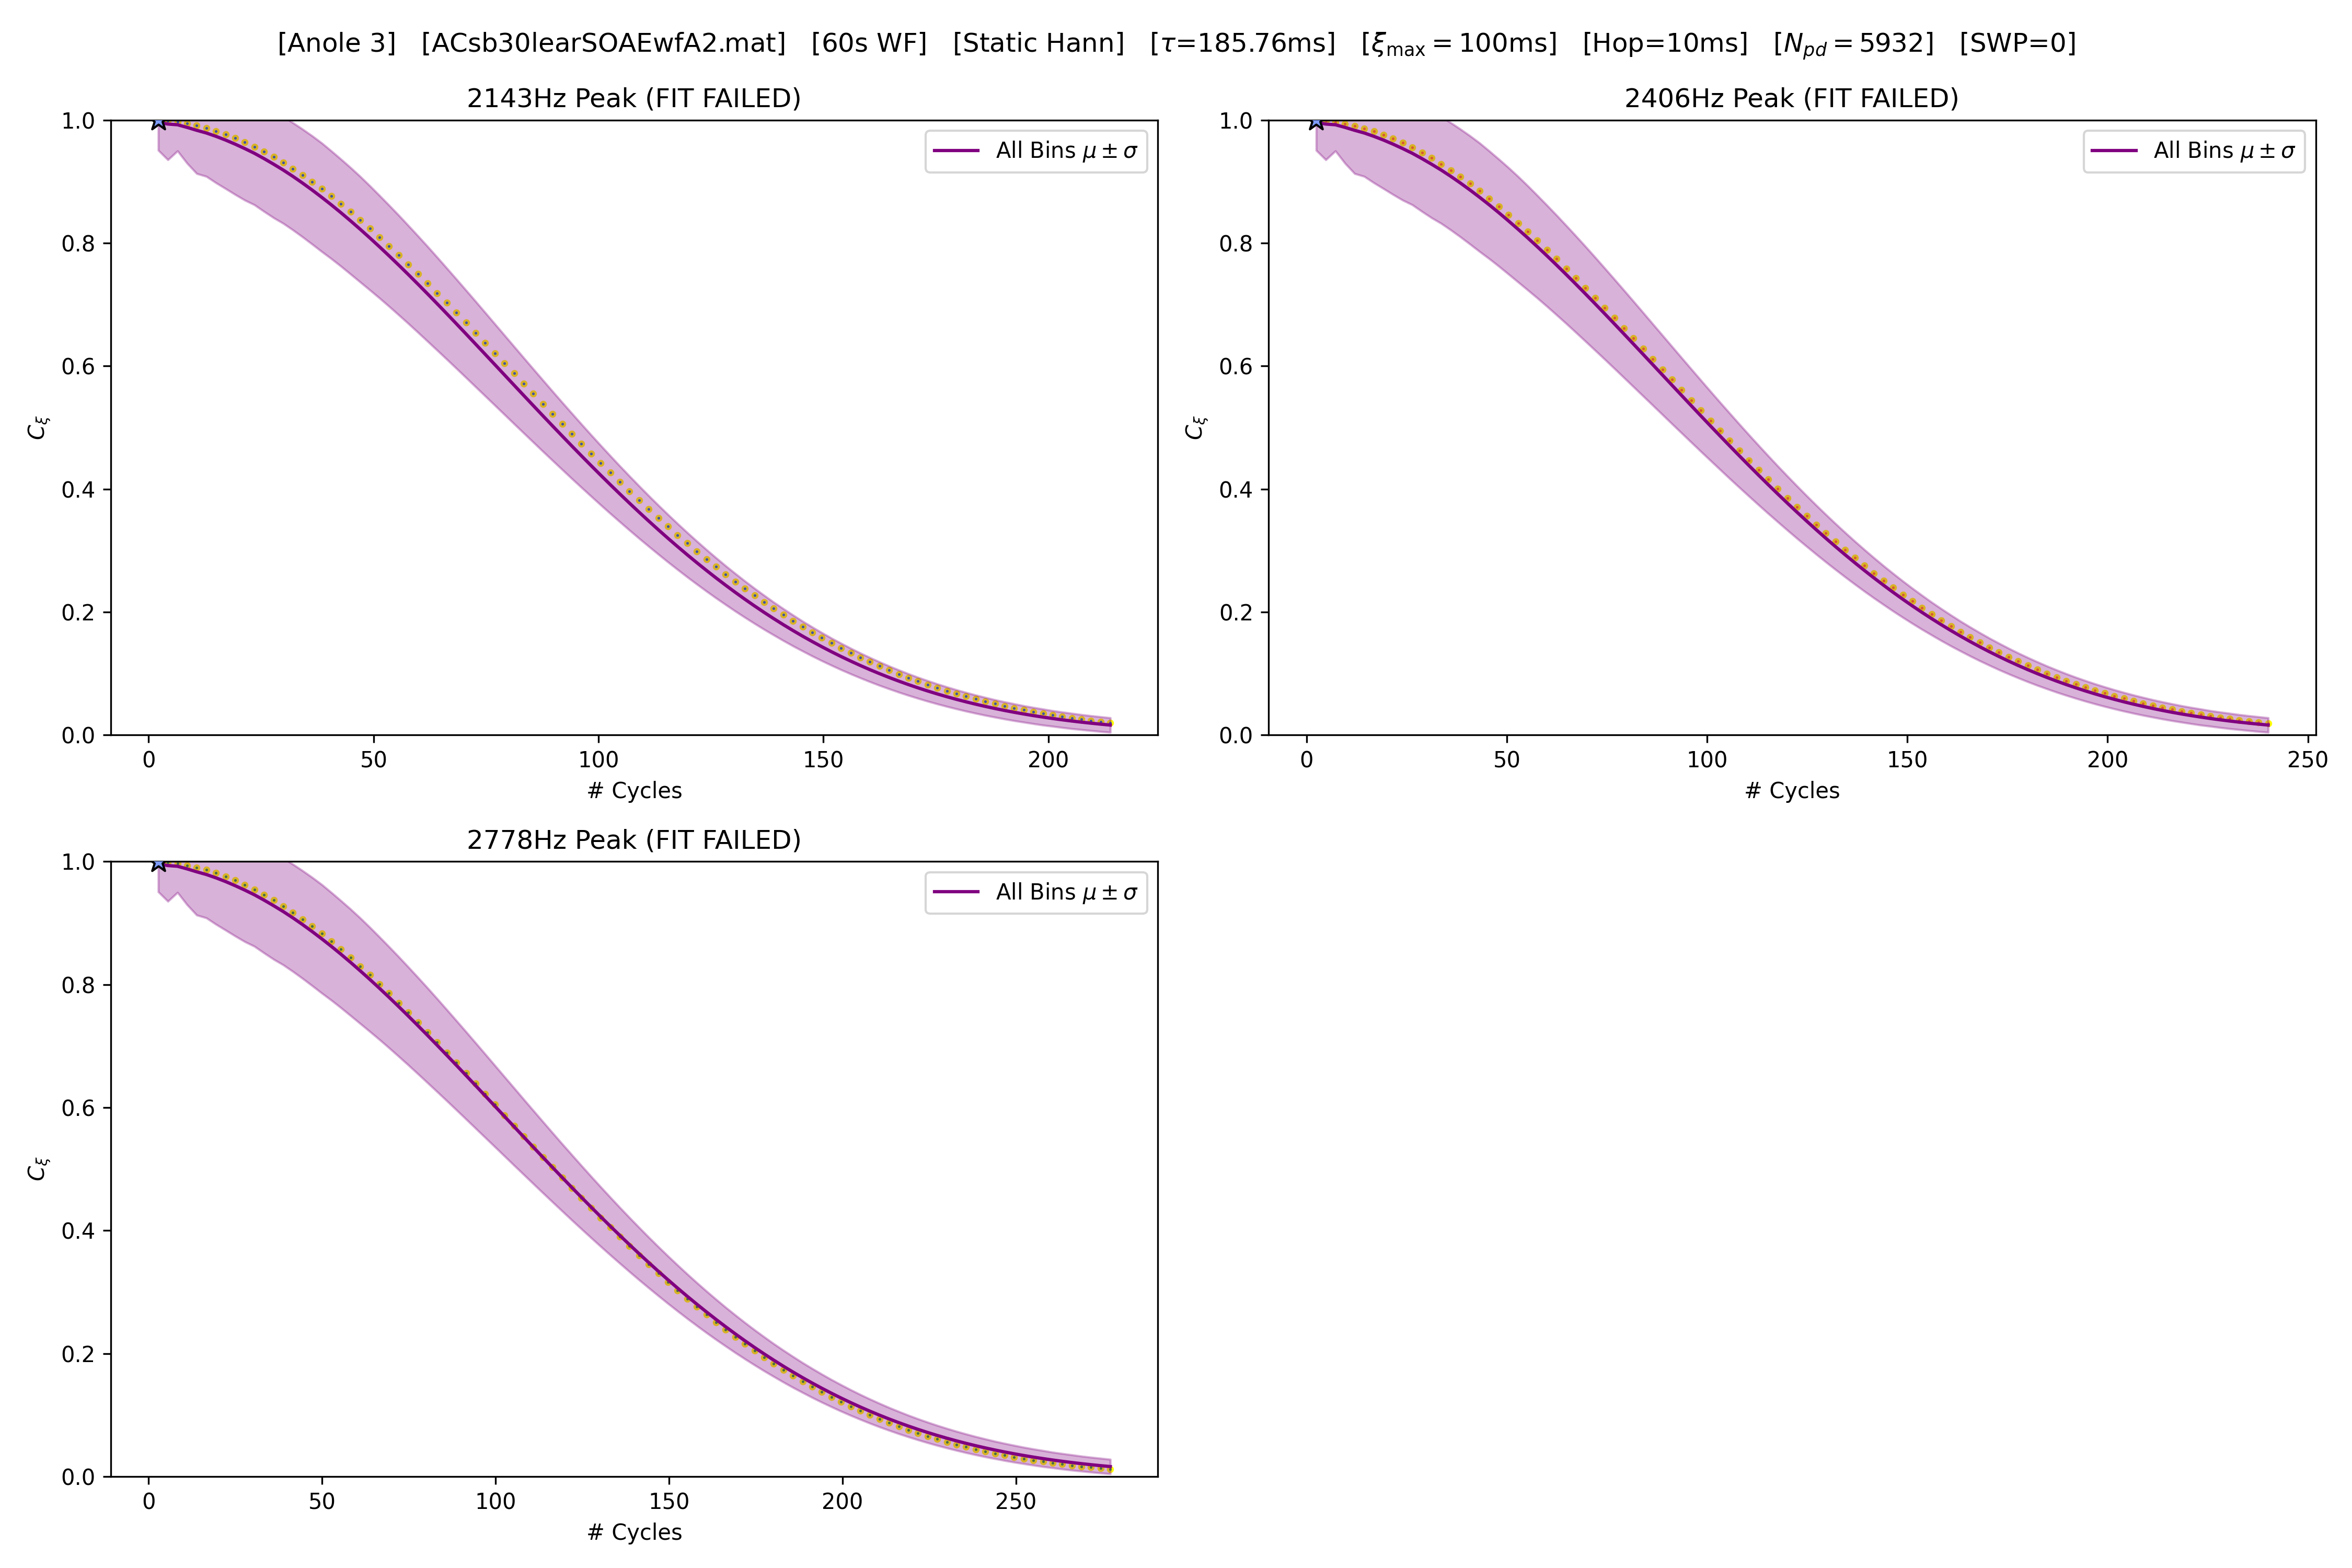 [Anole 3] [ACsb30learSOAEwfA2.mat] [60s WF] [Static Hann] [τ=185.76ms] [ξmax = 100ms] [Hop=10ms] [Npd = 5932] [SWP=0]
2143Hz Peak (FIT FAILED)
1.0
0.8
0.6
0.4
0.2
0.0
Cξ
All Bins μ ± σ
0 50 100 150 200
# Cycles
2406Hz Peak (FIT FAILED)
1.0
0.8
0.6
0.4
0.2
0.0
Cξ
All Bins μ ± σ
0 50 100 150 200 250
# Cycles
2778Hz Peak (FIT FAILED)
1.0
0.8
0.6
0.4
0.2
0.0
Cξ
All Bins μ ± σ
0 50 100 150 200 250
# Cycles